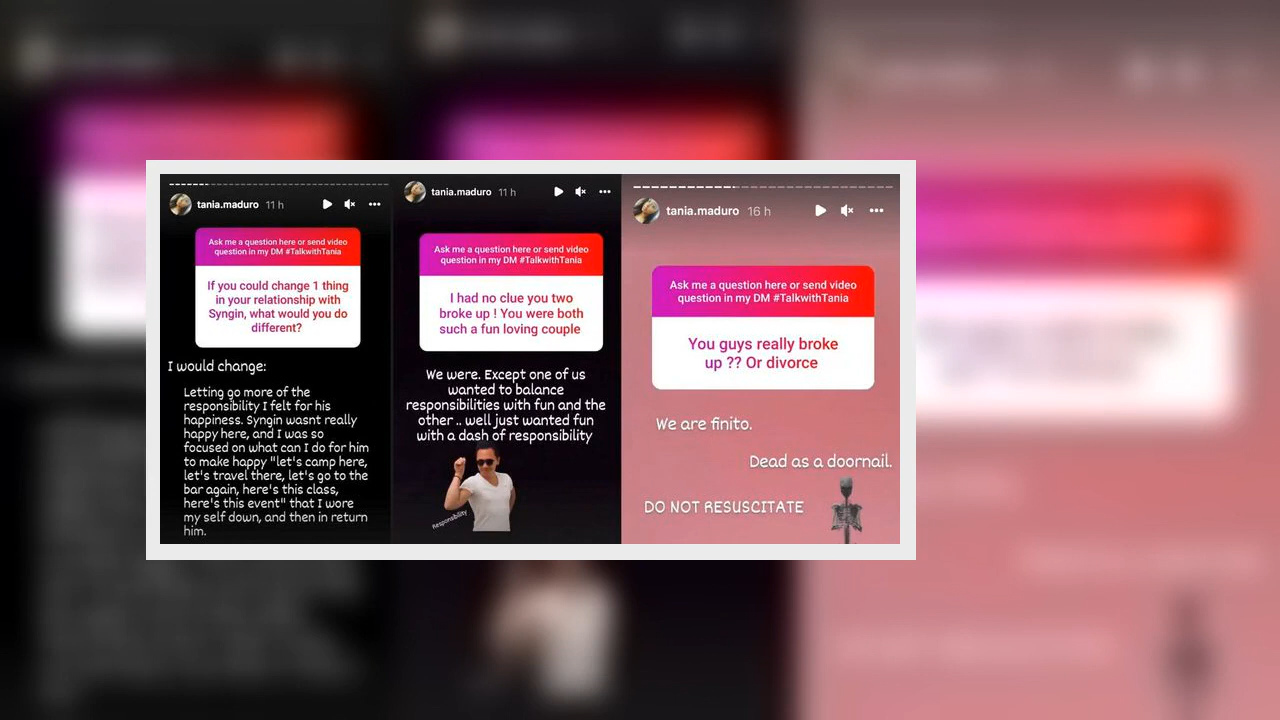 tania.maduro 11 h
Ask me a question here or send video
question in my DM #TalkwithTania
If you could change 1 thing
in your relationship with
Syngin, what would you do
different?
I would change:
Letting go more of the
responsibility I felt for his
happiness. Syngin wasnt really
happy here, and I was so
focused on what can I do for him
to make happy "let's camp here,
let's travel there, let's go to the
bar again, here's this class,
here's this event" that I wore
my self down, and then in return
him.
tania.maduro 11 h
Ask me a question here or send video
question in my DM #TalkwithTania
I had no clue you two
broke up ! You were both
such a fun loving couple
We were. Except one of us
wanted to balance
responsibilities with fun and the
other .. well just wanted fun
with a dash of responsibility
Responsibility
tania.maduro 16 h
Ask me a question here or send video
question in my DM #TalkwithTania
You guys really broke
up ?? Or divorce
We are finito.
Dead as a doornail.
DO NOT RESUSCITATE